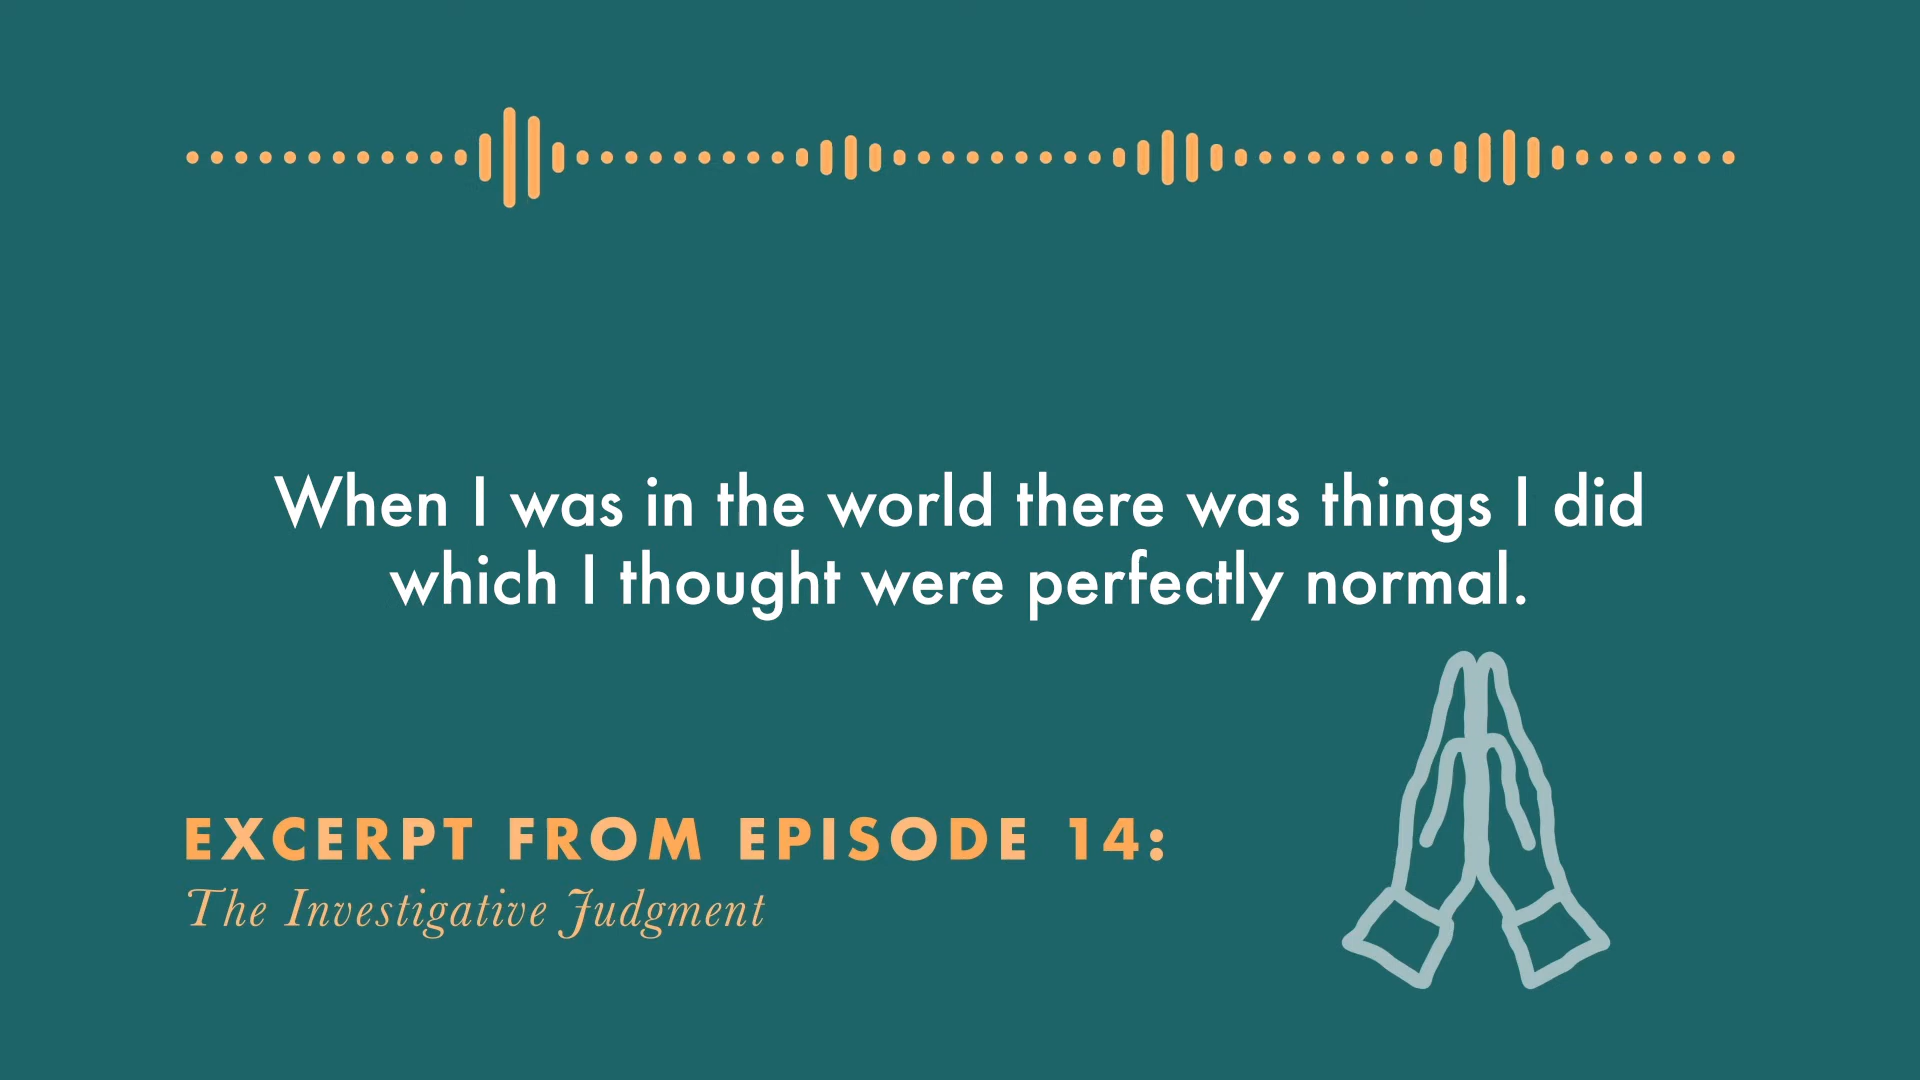 When I was in the world there was things I did
which I thought were perfectly normal.
EXCERPT FROM EPISODE 14:
The Investigative Judgment